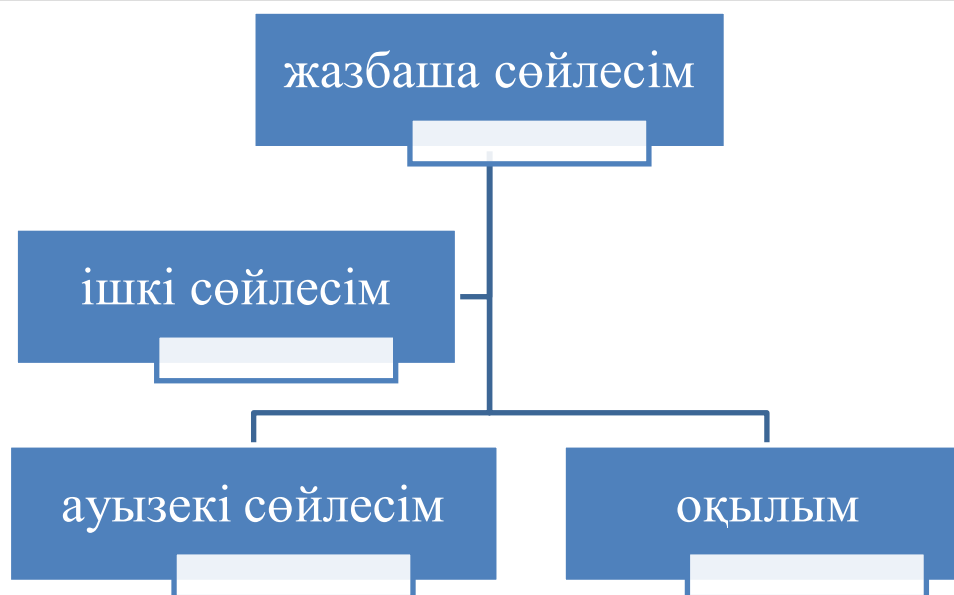 жазбаша сөйлесім
ішкі сөйлесім
ауызекі сөйлесім
оқылым